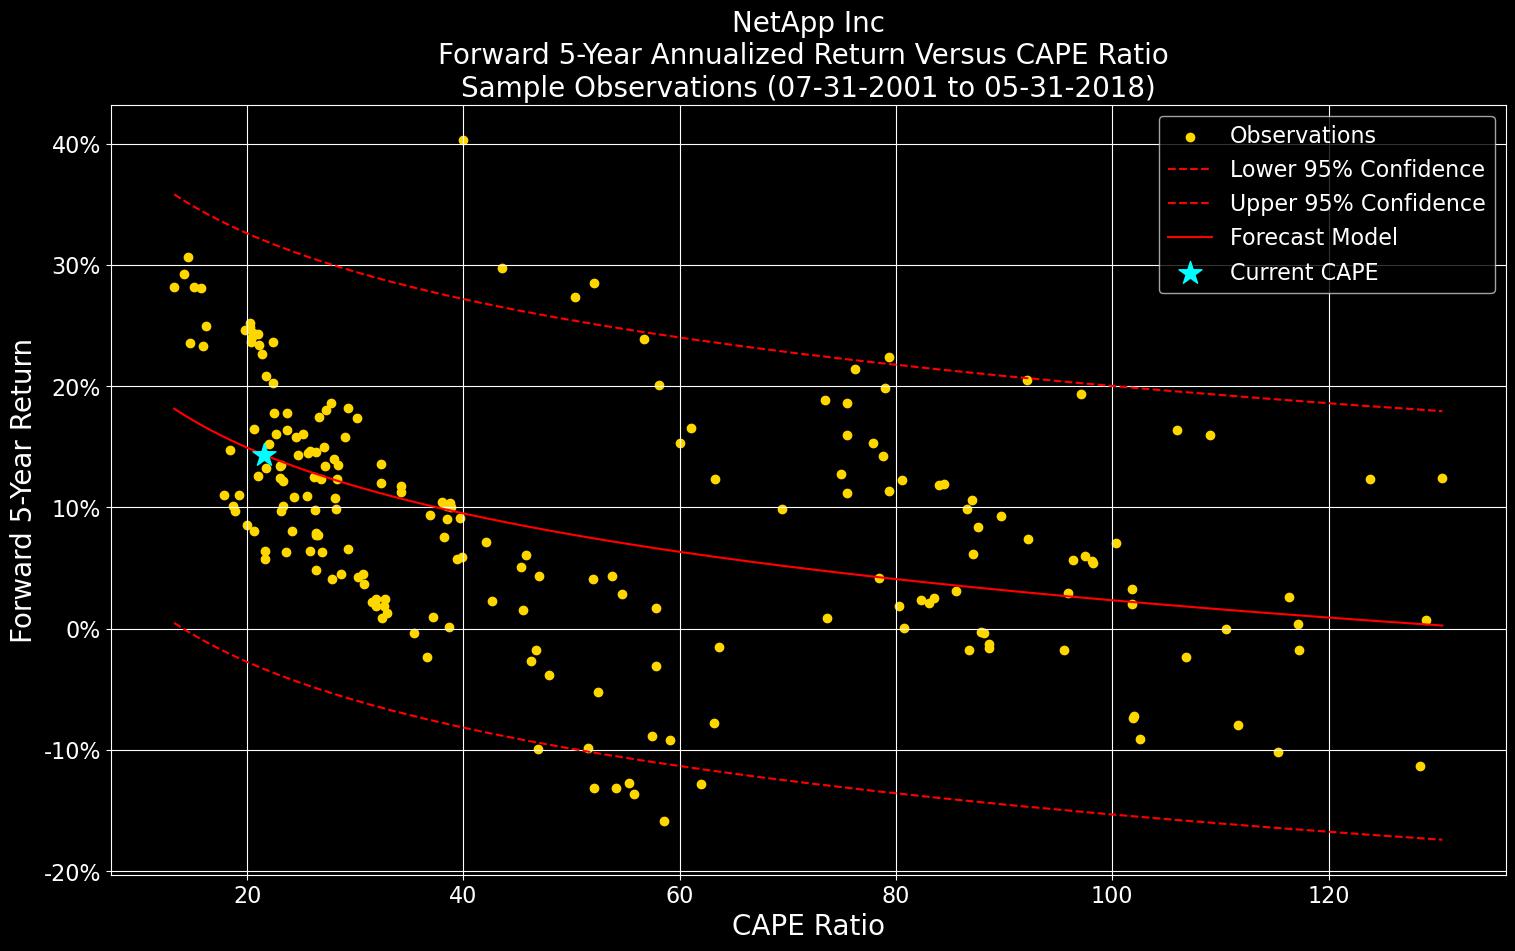 NetApp Inc
Forward 5-Year Annualized Return Versus CAPE Ratio
Sample Observations (07-31-2001 to 05-31-2018)
Observations
Lower 95% Confidence
Upper 95% Confidence
Forecast Model
Current CAPE
Forward 5-Year Return
40%
30%
20%
10%
0%
-10%
-20%
20 40 60 80 100 120
CAPE Ratio